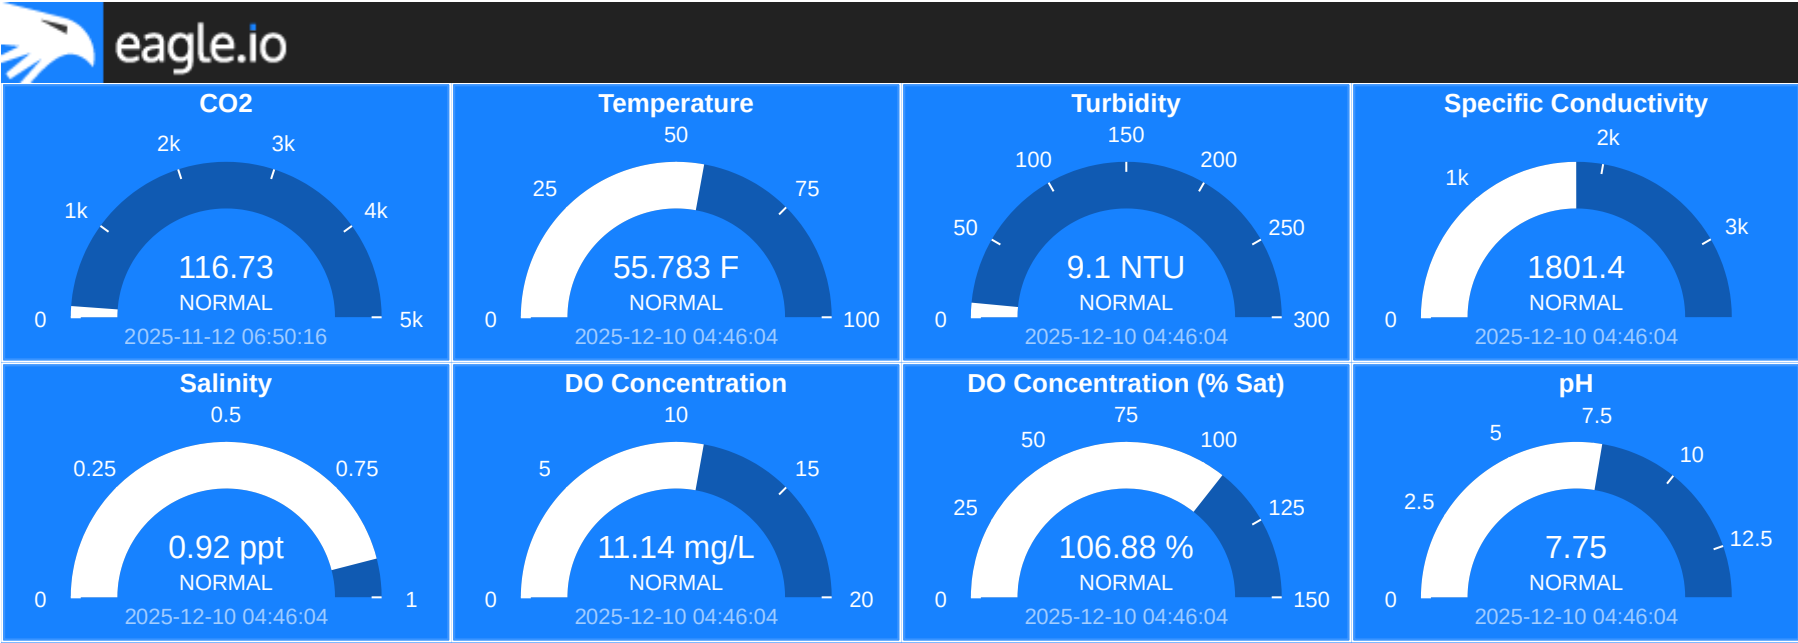 eagle.io
CO2
0
1k
2k
3k
4k
5k
116.73
NORMAL
2025-11-12 06:50:16
Temperature
0
25
50
75
100
55.783 F
NORMAL
2025-12-10 04:46:04
Turbidity
0
50
100
150
200
250
300
9.1 NTU
NORMAL
2025-12-10 04:46:04
Specific Conductivity
0
1k
2k
3k
1801.4
NORMAL
2025-12-10 04:46:04
Salinity
0
0.25
0.5
0.75
1
0.92 ppt
NORMAL
2025-12-10 04:46:04
DO Concentration
0
5
10
15
20
11.14 mg/L
NORMAL
2025-12-10 04:46:04
DO Concentration (% Sat)
0
25
50
75
100
125
150
106.88 %
NORMAL
2025-12-10 04:46:04
pH
0
2.5
5
7.5
10
12.5
7.75
NORMAL
2025-12-10 04:46:04